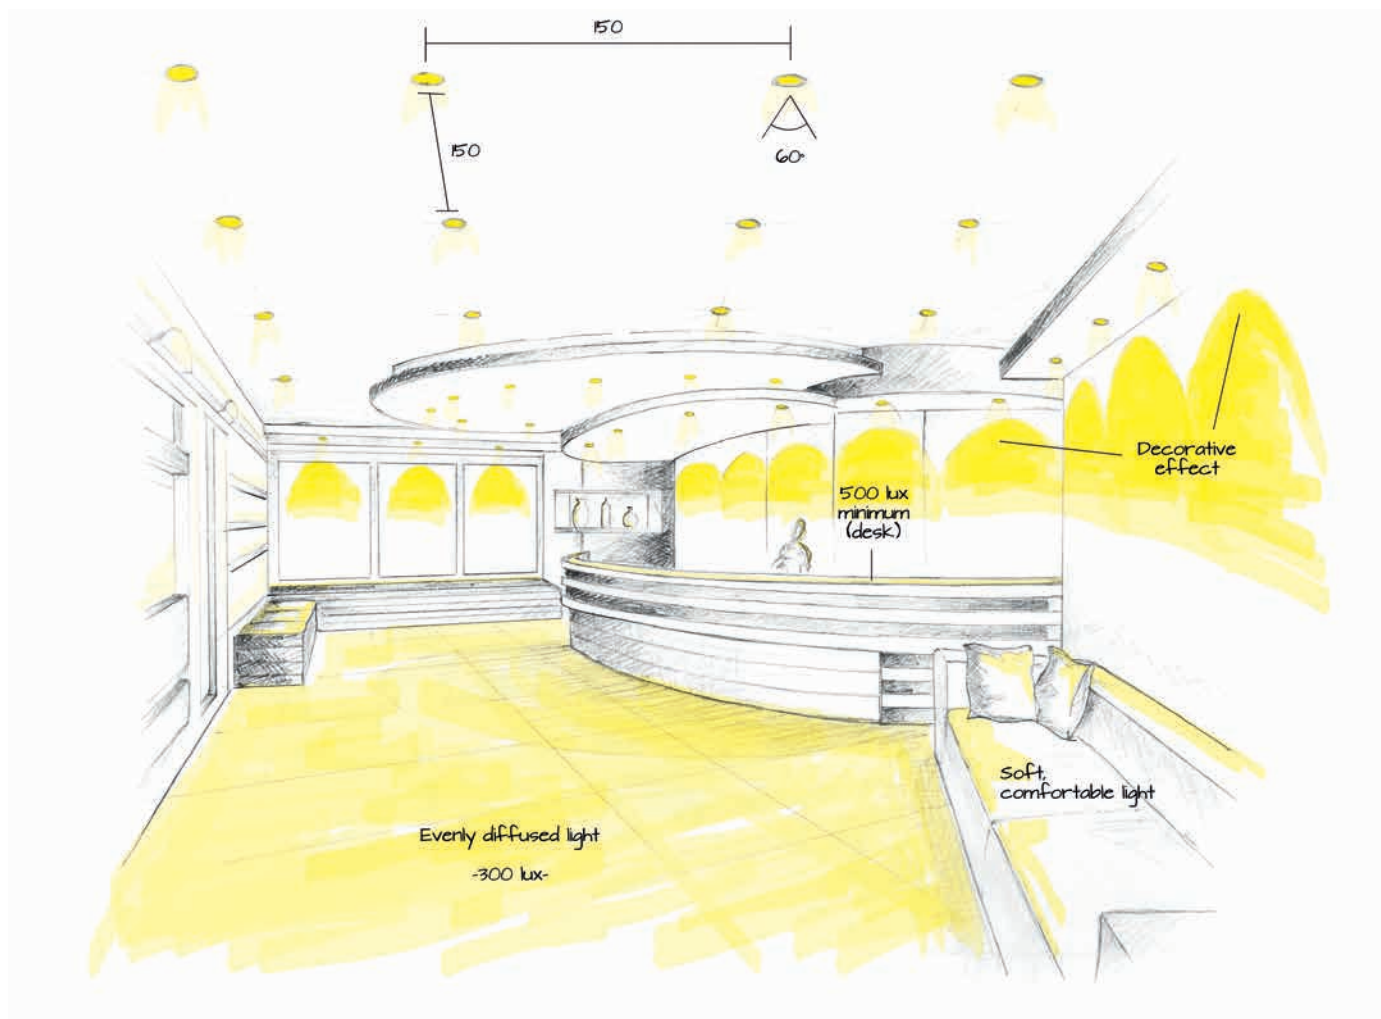 150
150
60°
Decorative
effect
500 lux
minimum
(desk)
Soft,
comfortable light
Evenly diffused light
-300 lux-